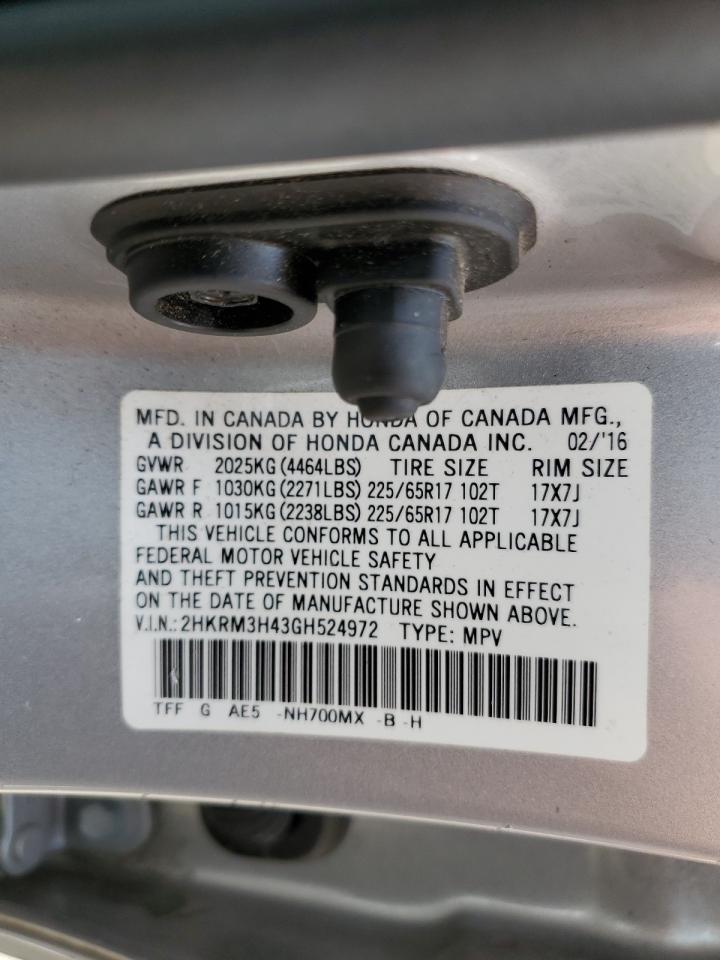 MFD. IN CANADA BY HONDA OF CANADA MFG.,
A DIVISION OF HONDA CANADA INC. 02/'16
GVWR 2025KG (4464LBS) TIRE SIZE RIM SIZE
GAWR F 1030KG (2271LBS) 225/65R17 102T 17X7J
GAWR R 1015KG (2238LBS) 225/65R17 102T 17X7J
THIS VEHICLE CONFORMS TO ALL APPLICABLE
FEDERAL MOTOR VEHICLE SAFETY
AND THEFT PREVENTION STANDARDS IN EFFECT
ON THE DATE OF MANUFACTURE SHOWN ABOVE.
V.I.N.: 2HKRM3H43GH524972 TYPE: MPV
TFF G AE5 -NH700MX -B -H